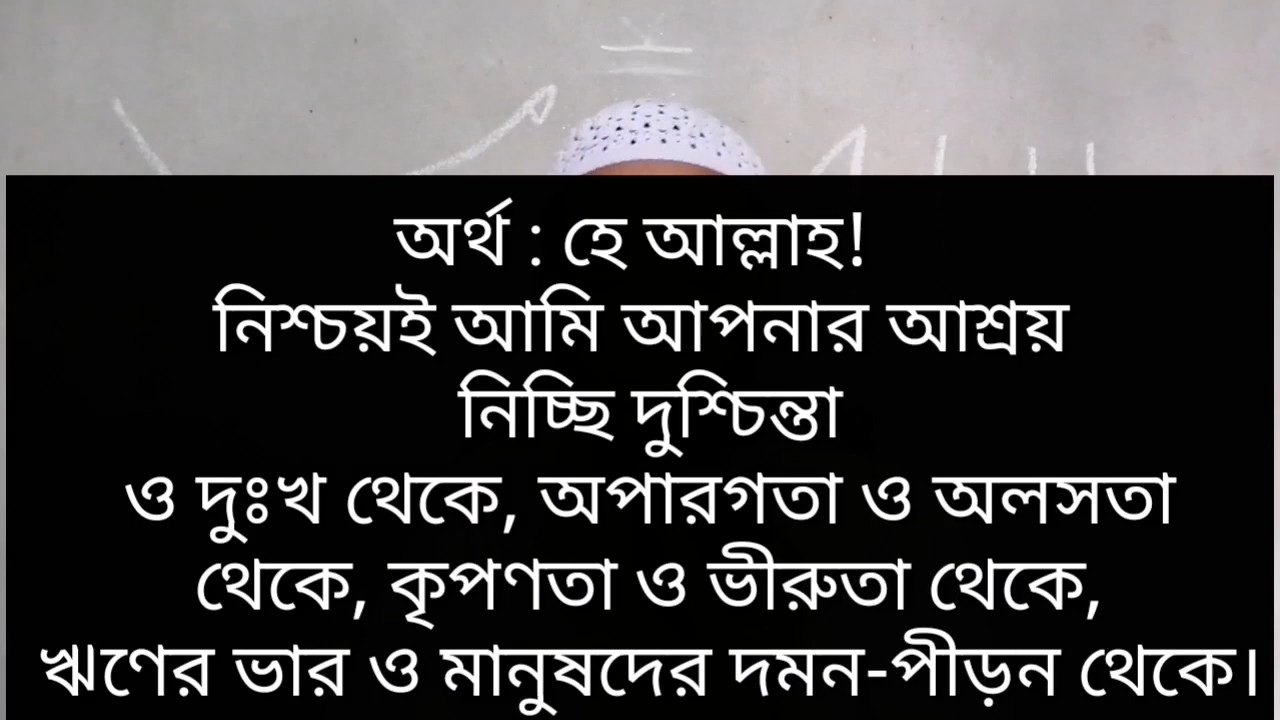 অর্থ : হে আল্লাহ!
নিশ্চয়ই আমি আপনার আশ্রয়
নিচ্ছি দুশ্চিন্তা
ও দুঃখ থেকে, অপারগতা ও অলসতা
থেকে, কৃপণতা ও ভীরুতা থেকে,
ঋণের ভার ও মানুষদের দমন-পীড়ন থেকে।